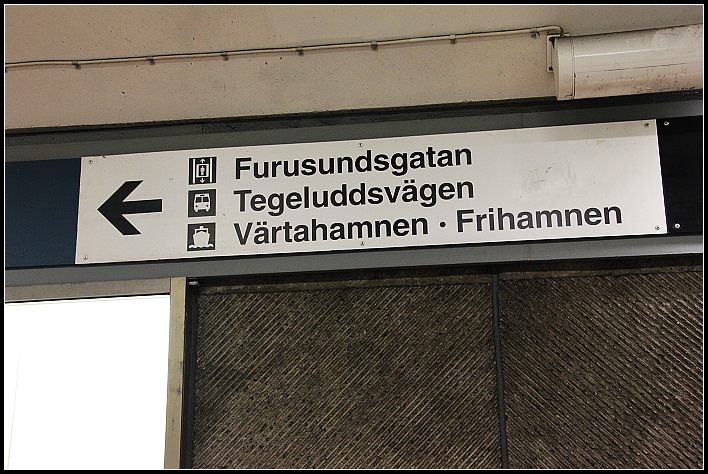 Furusundsgatan
Tegeluddsvägen
Värtahamnen · Frihamnen